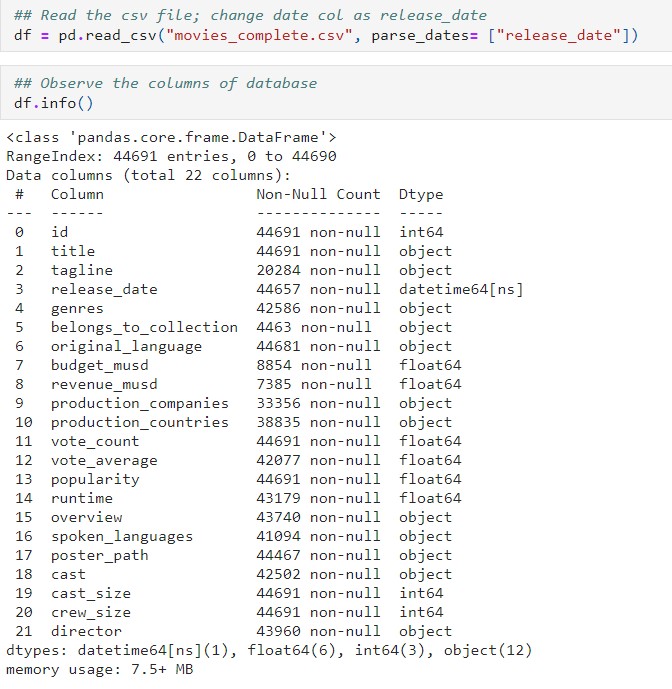 ## Read the csv file; change date col as release_date
df = pd.read_csv("movies_complete.csv", parse_dates= ["release_date"])
## Observe the columns of database
df.info()
<class 'pandas.core.frame.DataFrame'>
RangeIndex: 44691 entries, 0 to 44690
Data columns (total 22 columns):
 #   Column                 Non-Null Count  Dtype
---  ------                 --------------  -----
 0   id                     44691 non-null  int64
 1   title                  44691 non-null  object
 2   tagline                20284 non-null  object
 3   release_date           44657 non-null  datetime64[ns]
 4   genres                 42586 non-null  object
 5   belongs_to_collection  4463 non-null   object
 6   original_language      44681 non-null  object
 7   budget_musd            8854 non-null   float64
 8   revenue_musd           7385 non-null   float64
 9   production_companies   33356 non-null  object
 10  production_countries   38835 non-null  object
 11  vote_count             44691 non-null  float64
 12  vote_average           42077 non-null  float64
 13  popularity             44691 non-null  float64
 14  runtime                43179 non-null  float64
 15  overview               43740 non-null  object
 16  spoken_languages       41094 non-null  object
 17  poster_path            44467 non-null  object
 18  cast                   42502 non-null  object
 19  cast_size              44691 non-null  int64
 20  crew_size              44691 non-null  int64
 21  director               43960 non-null  object
dtypes: datetime64[ns](1), float64(6), int64(3), object(12)
memory usage: 7.5+ MB